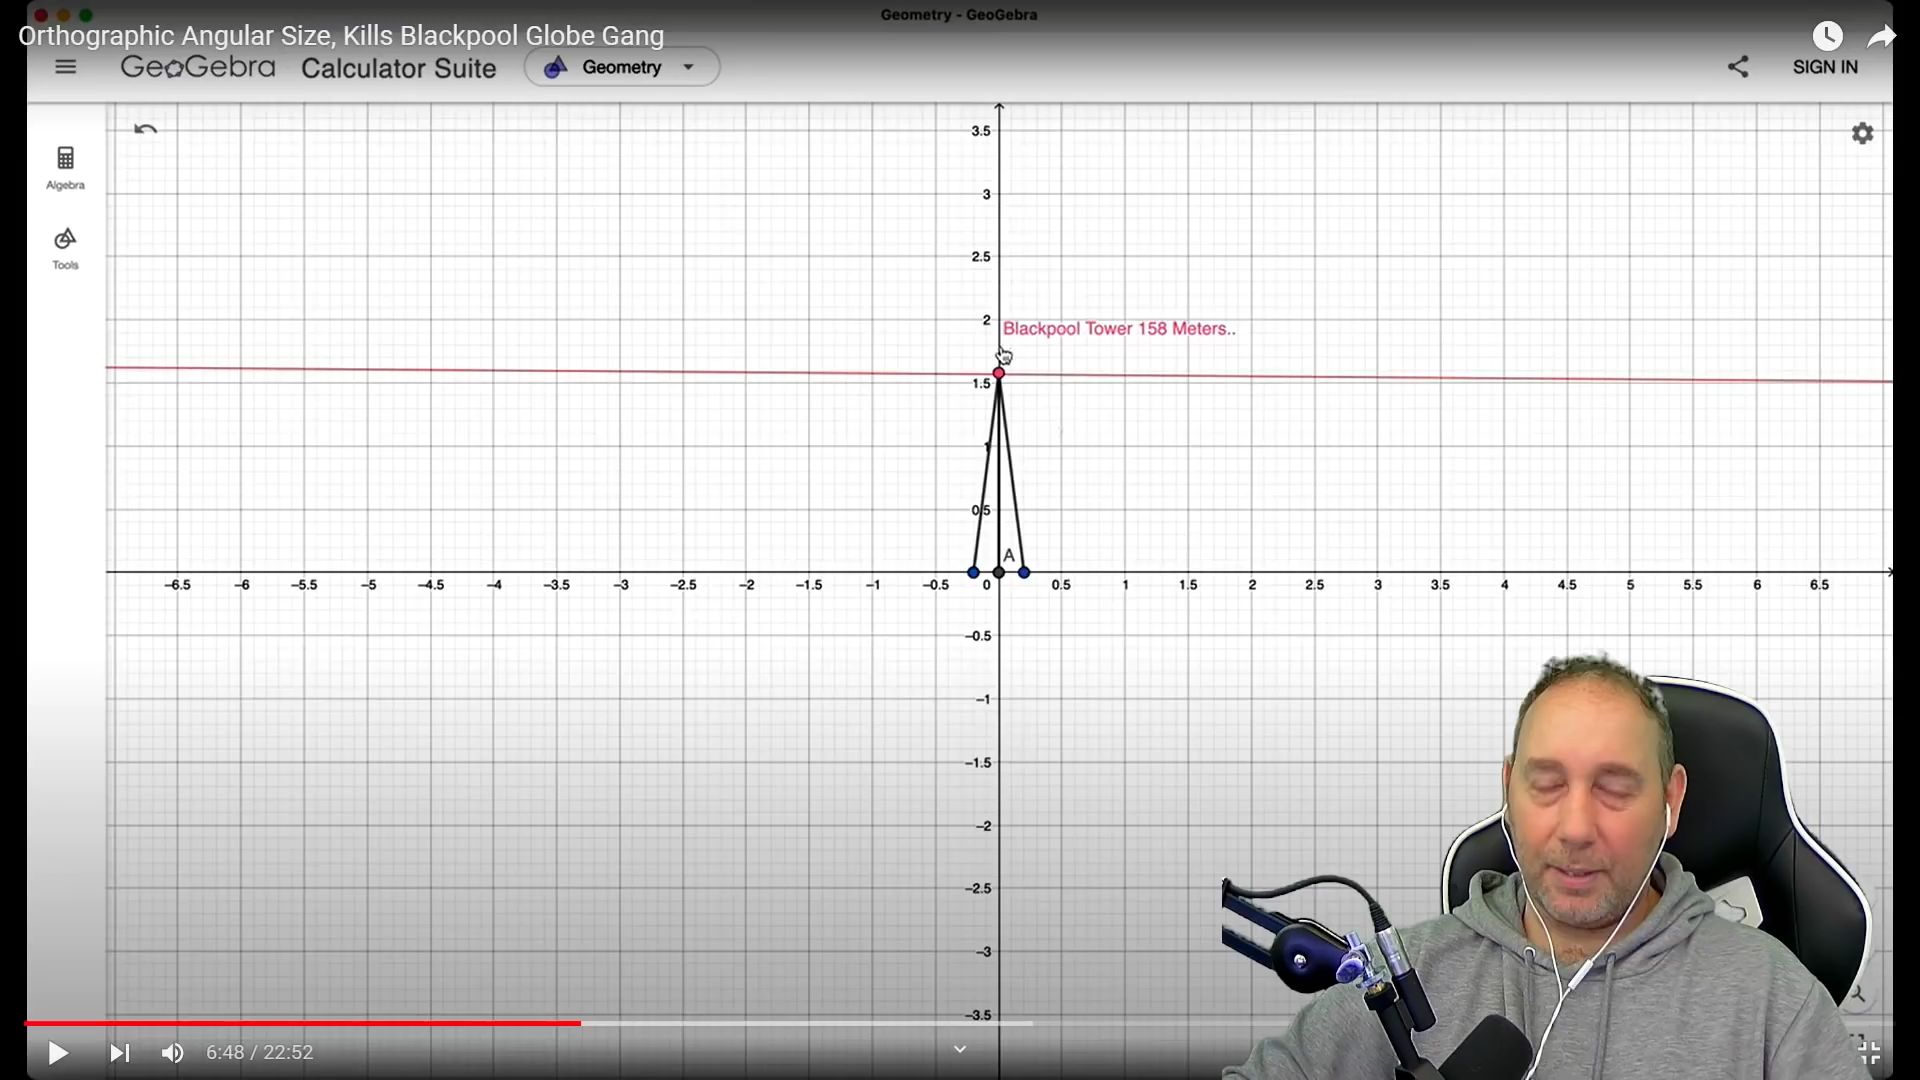 Geometry - GeoGebra
Orthographic Angular Size, Kills Blackpool Globe Gang
GeoGebra Calculator Suite Geometry SIGN IN
Algebra
Tools
3.5
3
2.5
2
Blackpool Tower 158 Meters..
1.5
1
0.5
A
-6.5 -6 -5.5 -5 -4.5 -4 -3.5 -3 -2.5 -2 -1.5 -1 -0.5 0 0.5 1 1.5 2 2.5 3 3.5 4 4.5 5 5.5 6 6.5
-0.5
-1
-1.5
-2
-2.5
-3
-3.5
6:48 / 22:52